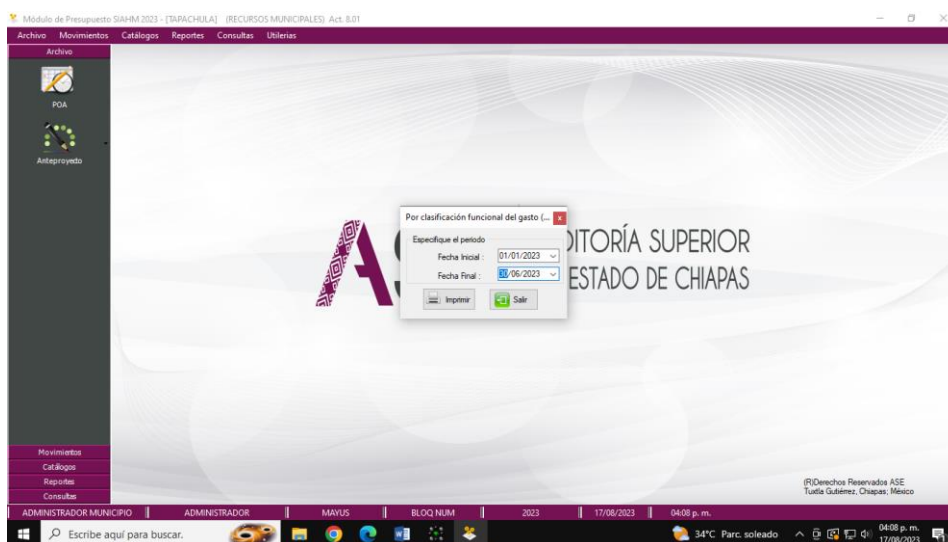 Módulo de Presupuesto SIAHM 2023 - [TAPACHULA] (RECURSOS MUNICIPALES) Act. 8.01
Archivo Movimientos Catálogos Reportes Consultas Utilerias
Archivo
POA
Anteproyecto
Por clasificación funcional del gasto (...
Especifique el periodo
Fecha Inicial : 01/01/2023
Fecha Final : 30/06/2023
Imprimir Salir
AS
DITORÍA SUPERIOR
ESTADO DE CHIAPAS
Movimientos
Catálogos
Reportes
Consultas
(R)Derechos Reservados ASE
Tuxtla Gutiérrez, Chiapas; México
ADMINISTRADOR MUNICIPIO ADMINISTRADOR MAYUS BLOQ NUM 2023 17/08/2023 04:08 p. m.
Escribe aquí para buscar.
34°C Parc. soleado
04:08 p. m.
17/08/2023